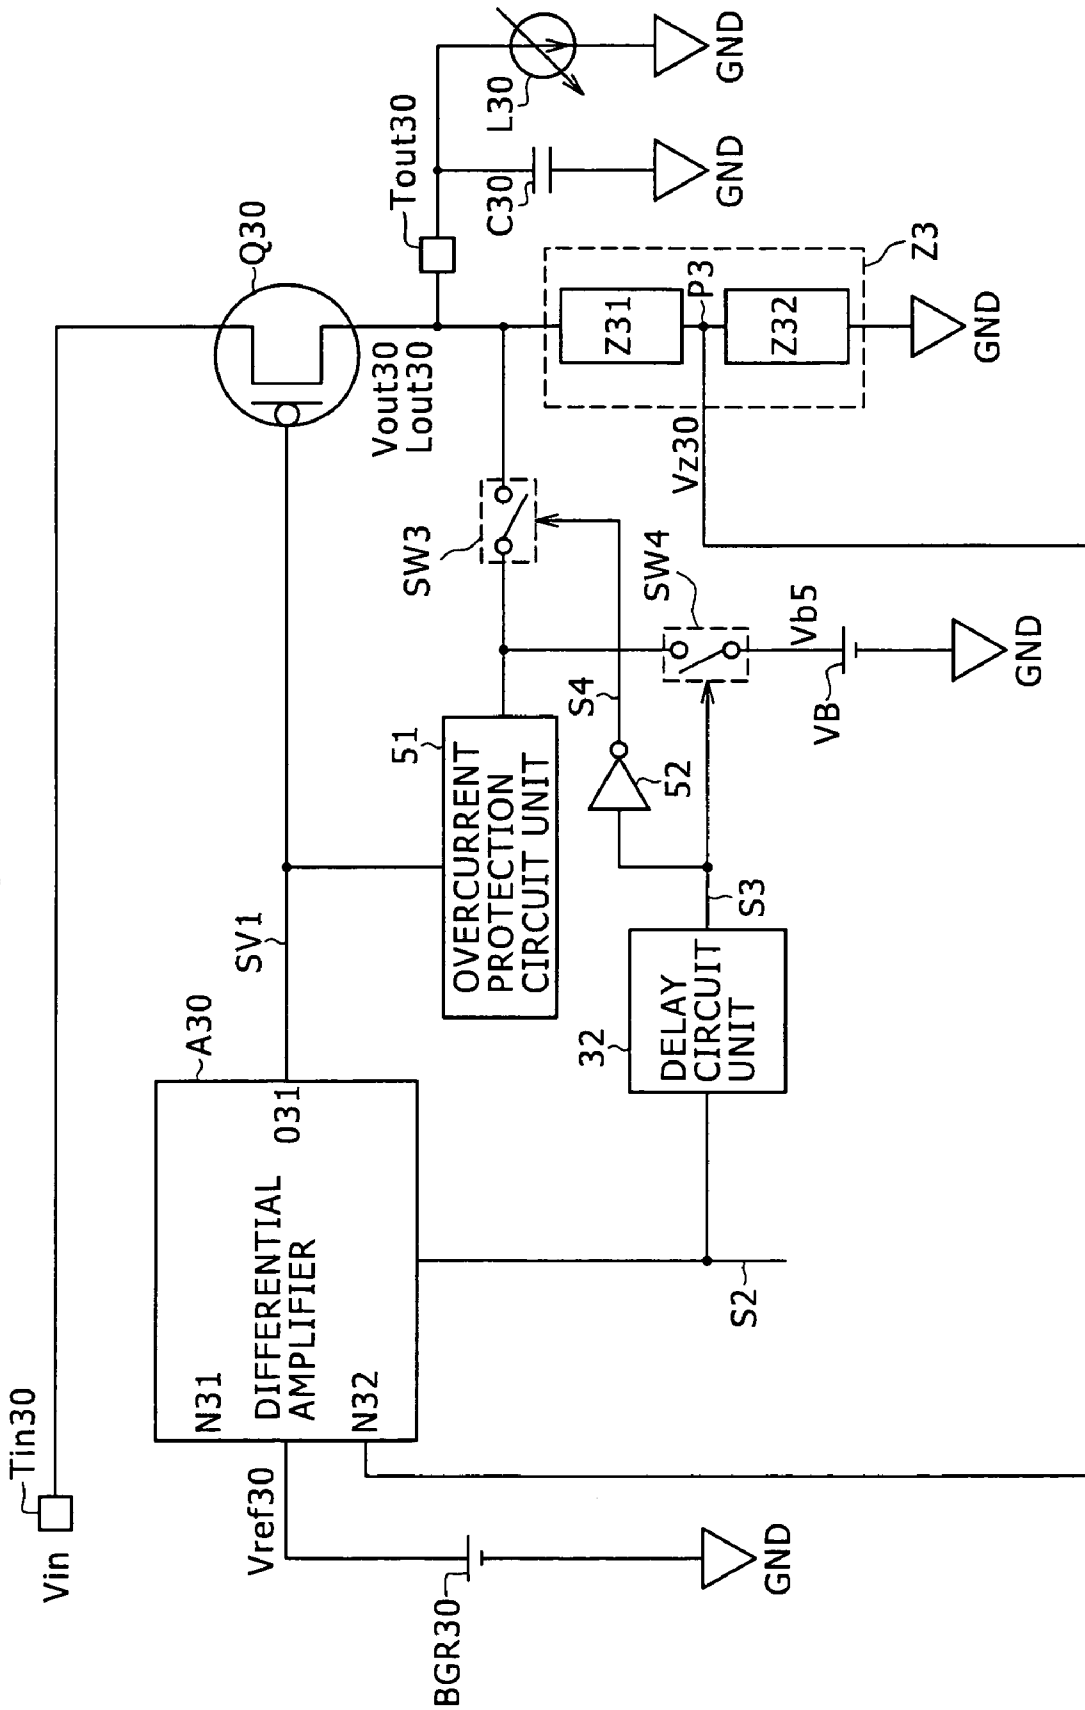 Vin
Tin30
Vref30
BGR30
GND
N31
DIFFERENTIAL
AMPLIFIER
N32
O31
A30
SV1
S2
32
DELAY
CIRCUIT
UNIT
S3
51
OVERCURRENT
PROTECTION
CIRCUIT UNIT
52
S4
SW3
SW4
VB
Vb5
GND
Q30
Vout30
Lout30
Tout30
Vz30
Z31
P3
Z32
Z3
GND
C30
GND
L30
GND